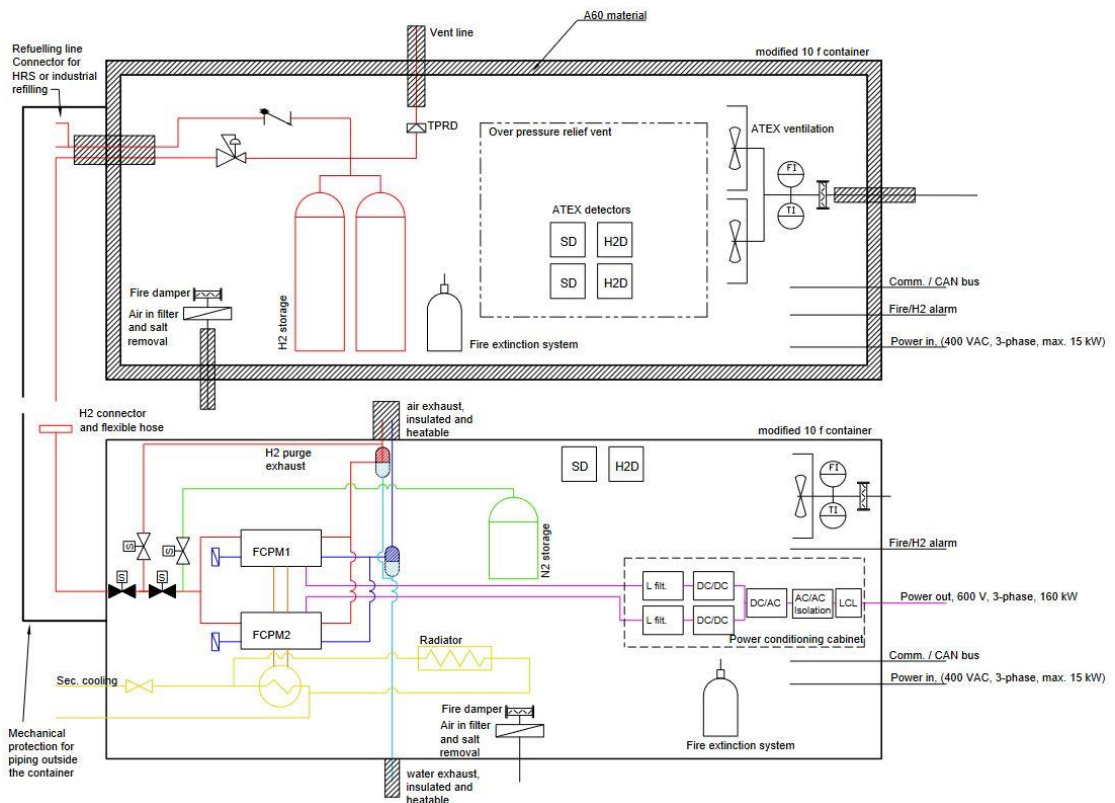 A60 material
Vent line
modified 10 f container
Refuelling line
Connector for
HRS or industrial
refilling
TPRD
Over pressure relief vent
ATEX ventilation
FI
TI
ATEX detectors
SD
H2D
SD
H2D
Comm. / CAN bus
Fire/H2 alarm
Power in, (400 VAC, 3-phase, max. 15 kW)
Fire damper
Air in filter
and salt
removal
H2 storage
Fire extinction system
H2 connector
and flexible hose
air exhaust,
insulated and
heatable
modified 10 f container
H2 purge
exhaust
SD
H2D
FI
TI
N2 storage
S
S
S
S
FCPM1
FCPM2
Fire/H2 alarm
L filt.
DC/DC
L filt.
DC/DC
DC/AC
AC/AC
Isolation
LCL
Power out, 600 V, 3-phase, 160 kW
Power conditioning cabinet
Radiator
Sec. cooling
Comm. / CAN bus
Power in, (400 VAC, 3-phase, max. 15 kW)
Fire damper
Air in filter
and salt
removal
Fire extinction system
Mechanical
protection for
piping outside
the container
water exhaust,
insulated and
heatable